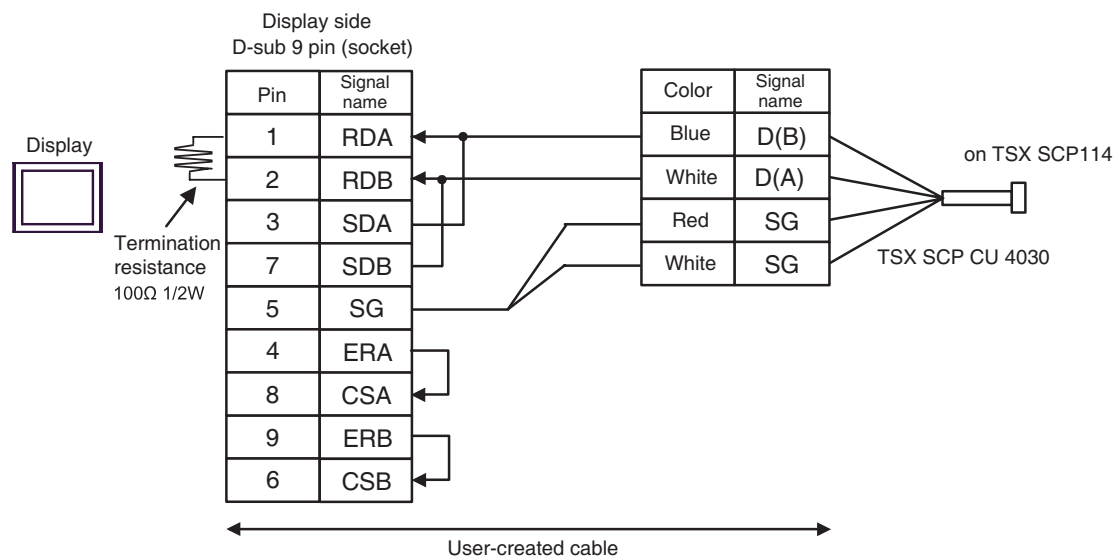 Display side
D-sub 9 pin (socket)
Pin Signal name
1 RDA
2 RDB
3 SDA
7 SDB
5 SG
4 ERA
8 CSA
9 ERB
6 CSB
Display
Termination
resistance
100Ω 1/2W
Color Signal name
Blue D(B)
White D(A)
Red SG
White SG
on TSX SCP114
TSX SCP CU 4030
User-created cable